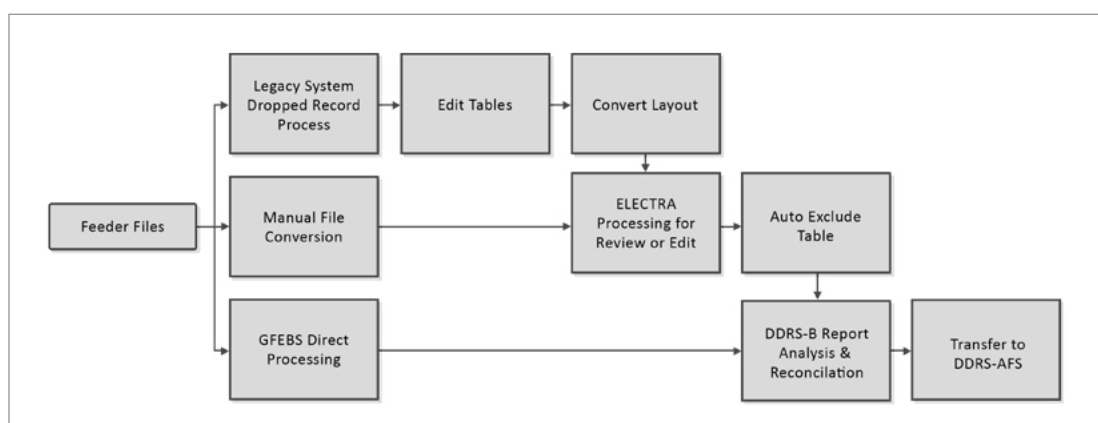 Legacy System
Dropped Record
Process
Edit Tables
Convert Layout
Feeder Files
Manual File
Conversion
ELECTRA
Processing for
Review or Edit
Auto Exclude
Table
GFEBS Direct
Processing
DDRS-B Report
Analysis &
Reconcilation
Transfer to
DDRS-AFS